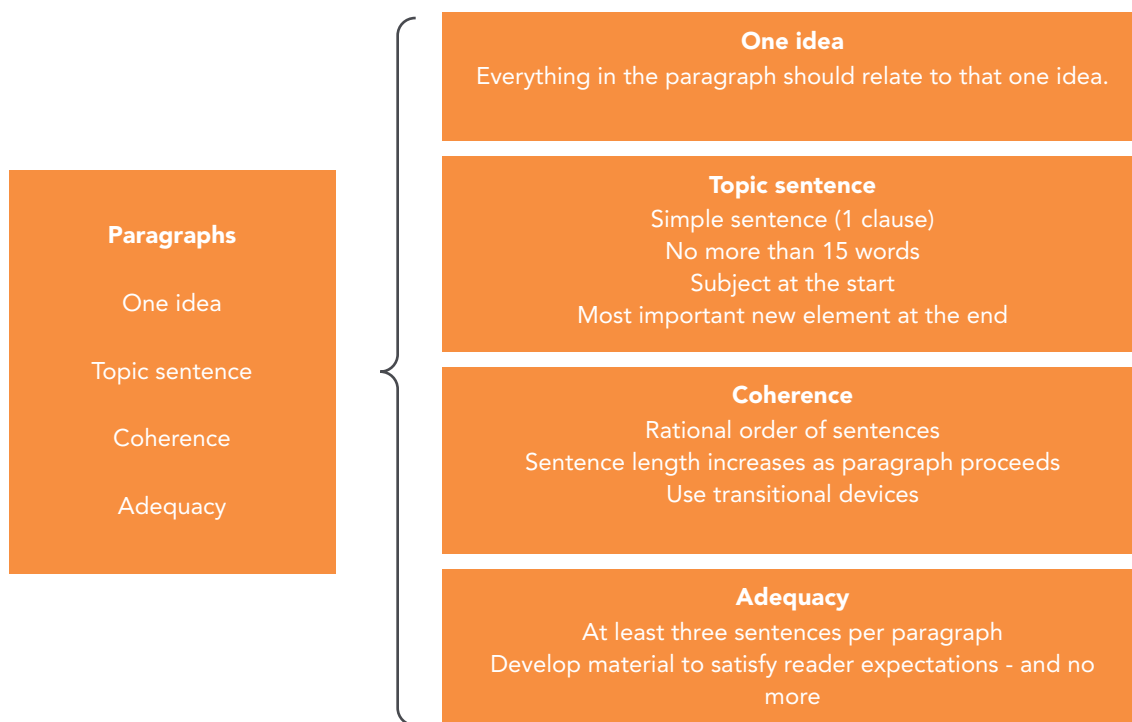 Paragraphs
One idea
Topic sentence
Coherence
Adequacy
One idea
Everything in the paragraph should relate to that one idea.
Topic sentence
Simple sentence (1 clause)
No more than 15 words
Subject at the start
Most important new element at the end
Coherence
Rational order of sentences
Sentence length increases as paragraph proceeds
Use transitional devices
Adequacy
At least three sentences per paragraph
Develop material to satisfy reader expectations - and no
more